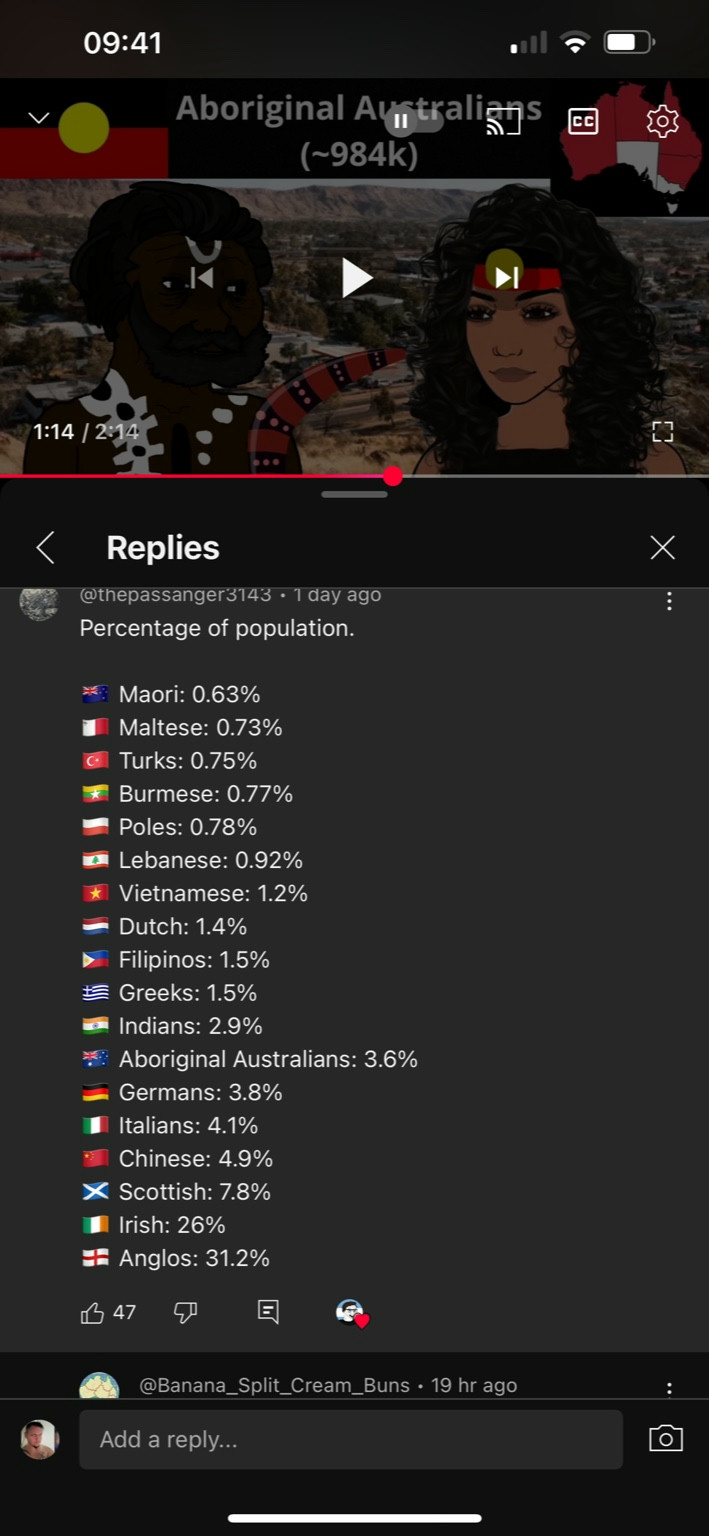 09:41
Aboriginal Australians
(~984k)
CC
1:14 / 2:14
Replies
@thepassanger3143 • 1 day ago
Percentage of population.
Maori: 0.63%
Maltese: 0.73%
Turks: 0.75%
Burmese: 0.77%
Poles: 0.78%
Lebanese: 0.92%
Vietnamese: 1.2%
Dutch: 1.4%
Filipinos: 1.5%
Greeks: 1.5%
Indians: 2.9%
Aboriginal Australians: 3.6%
Germans: 3.8%
Italians: 4.1%
Chinese: 4.9%
Scottish: 7.8%
Irish: 26%
Anglos: 31.2%
47
@Banana_Split_Cream_Buns • 19 hr ago
Add a reply...